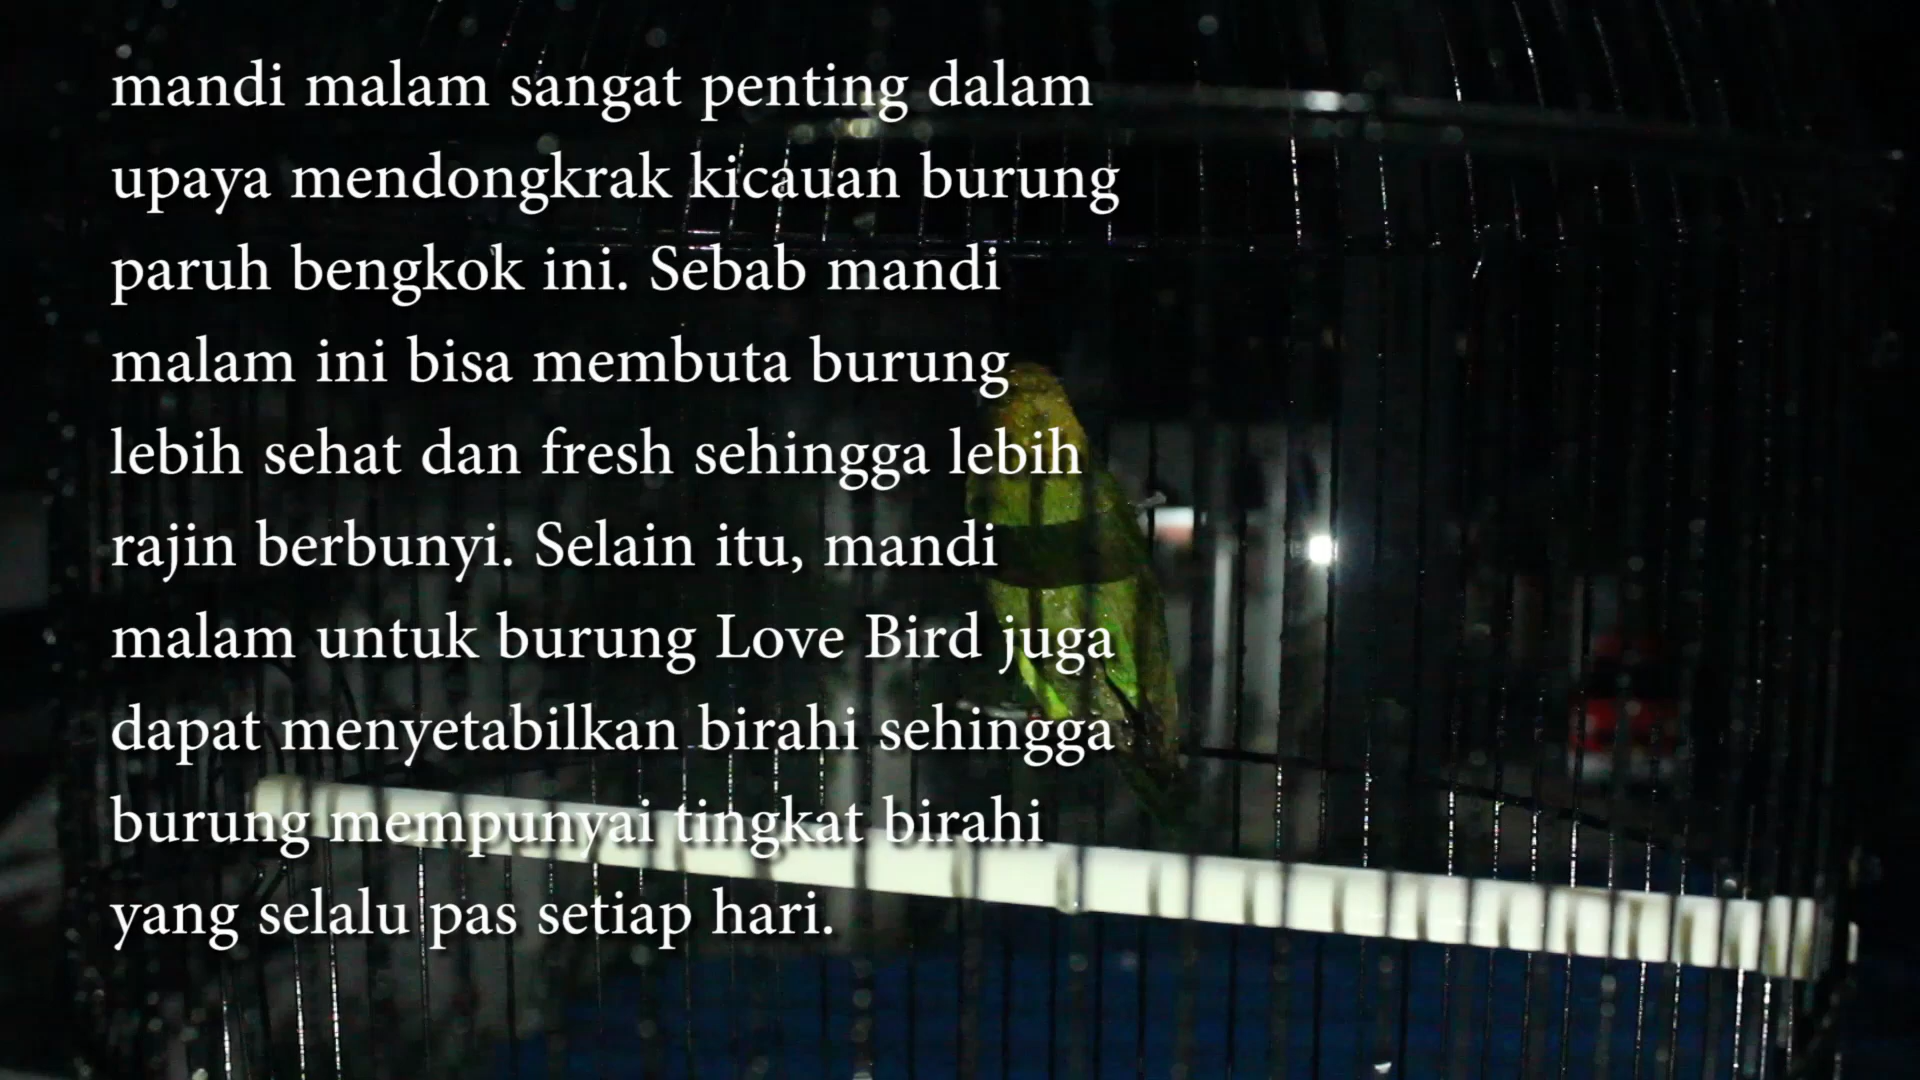 mandi malam sangat penting dalam
upaya mendongkrak kicauan burung
paruh bengkok ini. Sebab mandi
malam ini bisa membuta burung
lebih sehat dan fresh sehingga lebih
rajin berbunyi. Selain itu, mandi
malam untuk burung Love Bird juga
dapat menyetabilkan birahi sehingga
burung mempunyai tingkat birahi
yang selalu pas setiap hari.